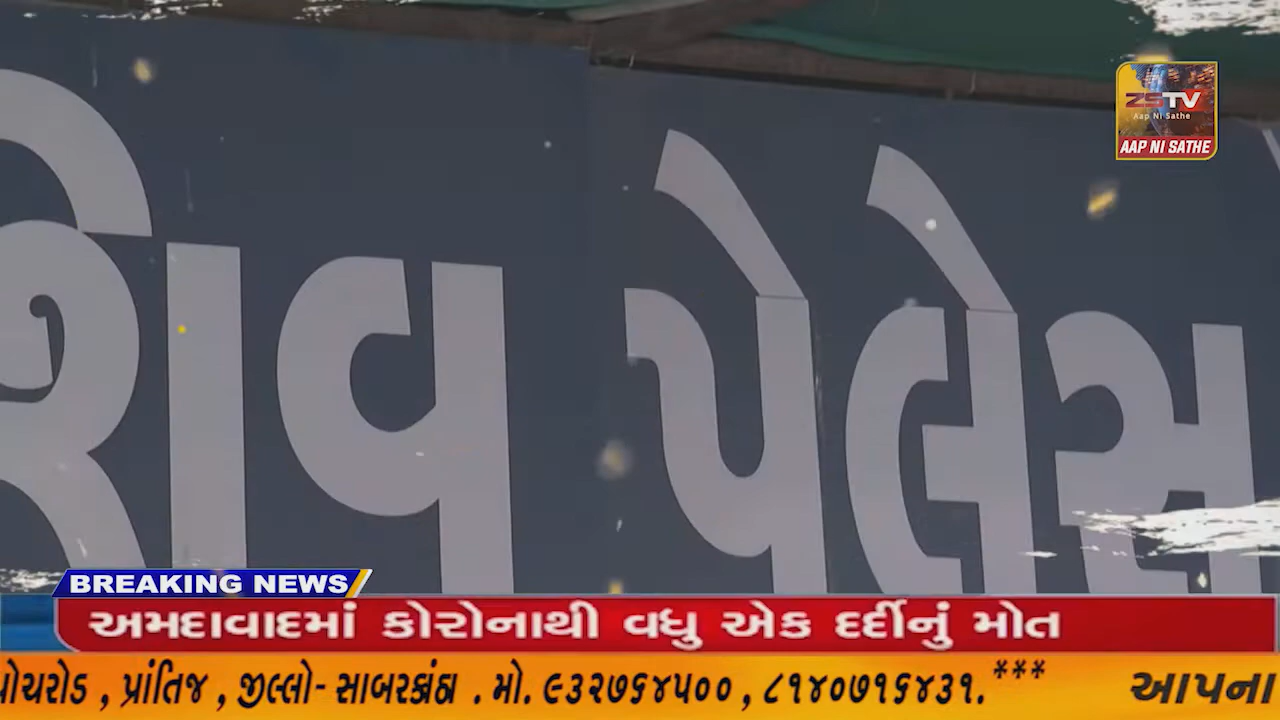 શિવ પેલેસ
ZSTV
Aap Ni Sathe
AAP NI SATHE
BREAKING NEWS
અમદાવાદમાં કોરોનાથી વધુ એક દર્દીનું મોત
, પ્રાંતિજ , જીલ્લો- સાબરકાંઠા . મો. ૯૩૨૭૬૪૫૦૦ , ૮૧૪૦૭૧૬૪૩૧.*** આપના